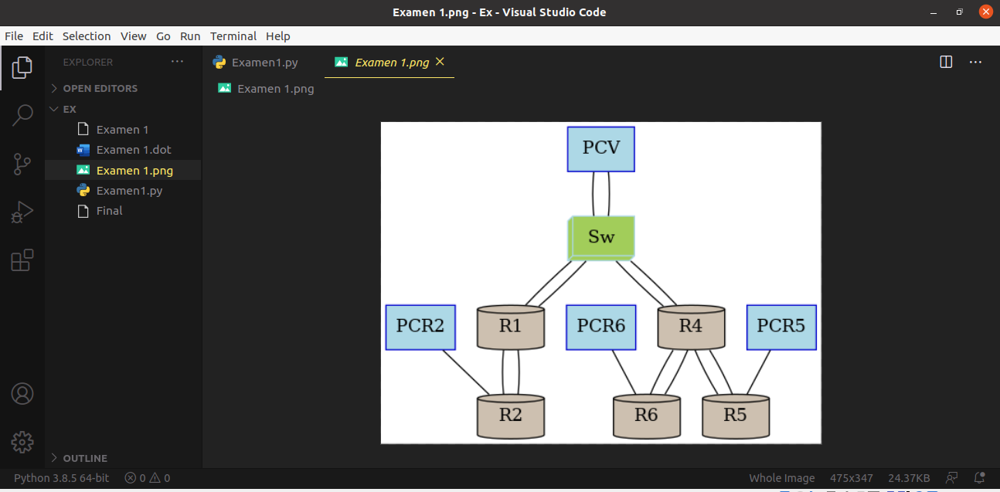 Examen 1.png - Ex - Visual Studio Code
File Edit Selection View Go Run Terminal Help
EXPLORER
Examen1.py
Examen 1.png
OPEN EDITORS
Examen 1.png
EX
Examen 1
Examen 1.dot
Examen 1.png
Examen1.py
Final
PCV
Sw
PCR2 R1 PCR6 R4 PCR5
R2 R6 R5
OUTLINE
Python 3.8.5 64-bit 0 0 Whole Image 475x347 24.37KB